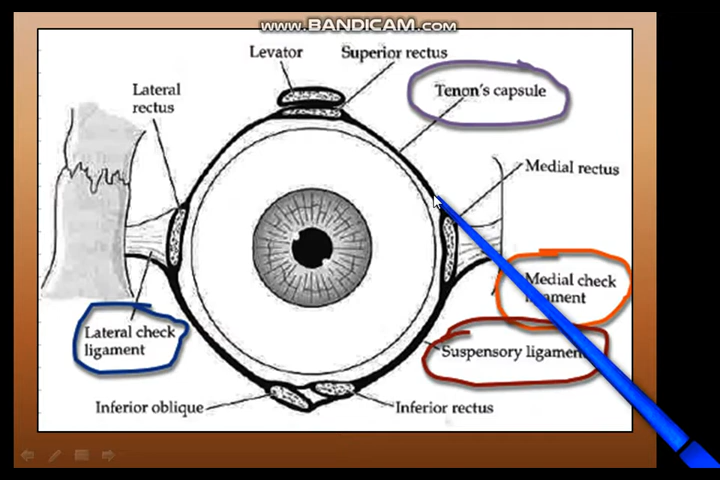 www.BANDICAM.com
Levator
Superior rectus
Tenon's capsule
Lateral
rectus
Medial rectus
Medial check
ligament
Lateral check
ligament
Suspensory ligament
Inferior oblique
Inferior rectus